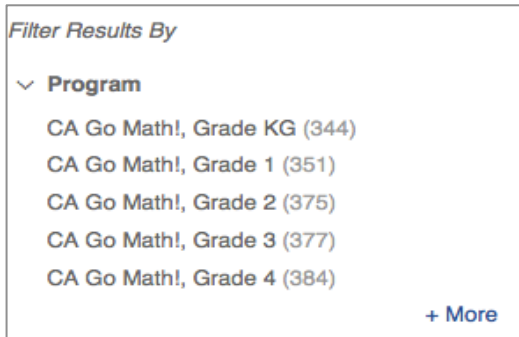 Filter Results By
Program
CA Go Math!, Grade KG (344)
CA Go Math!, Grade 1 (351)
CA Go Math!, Grade 2 (375)
CA Go Math!, Grade 3 (377)
CA Go Math!, Grade 4 (384)
+ More